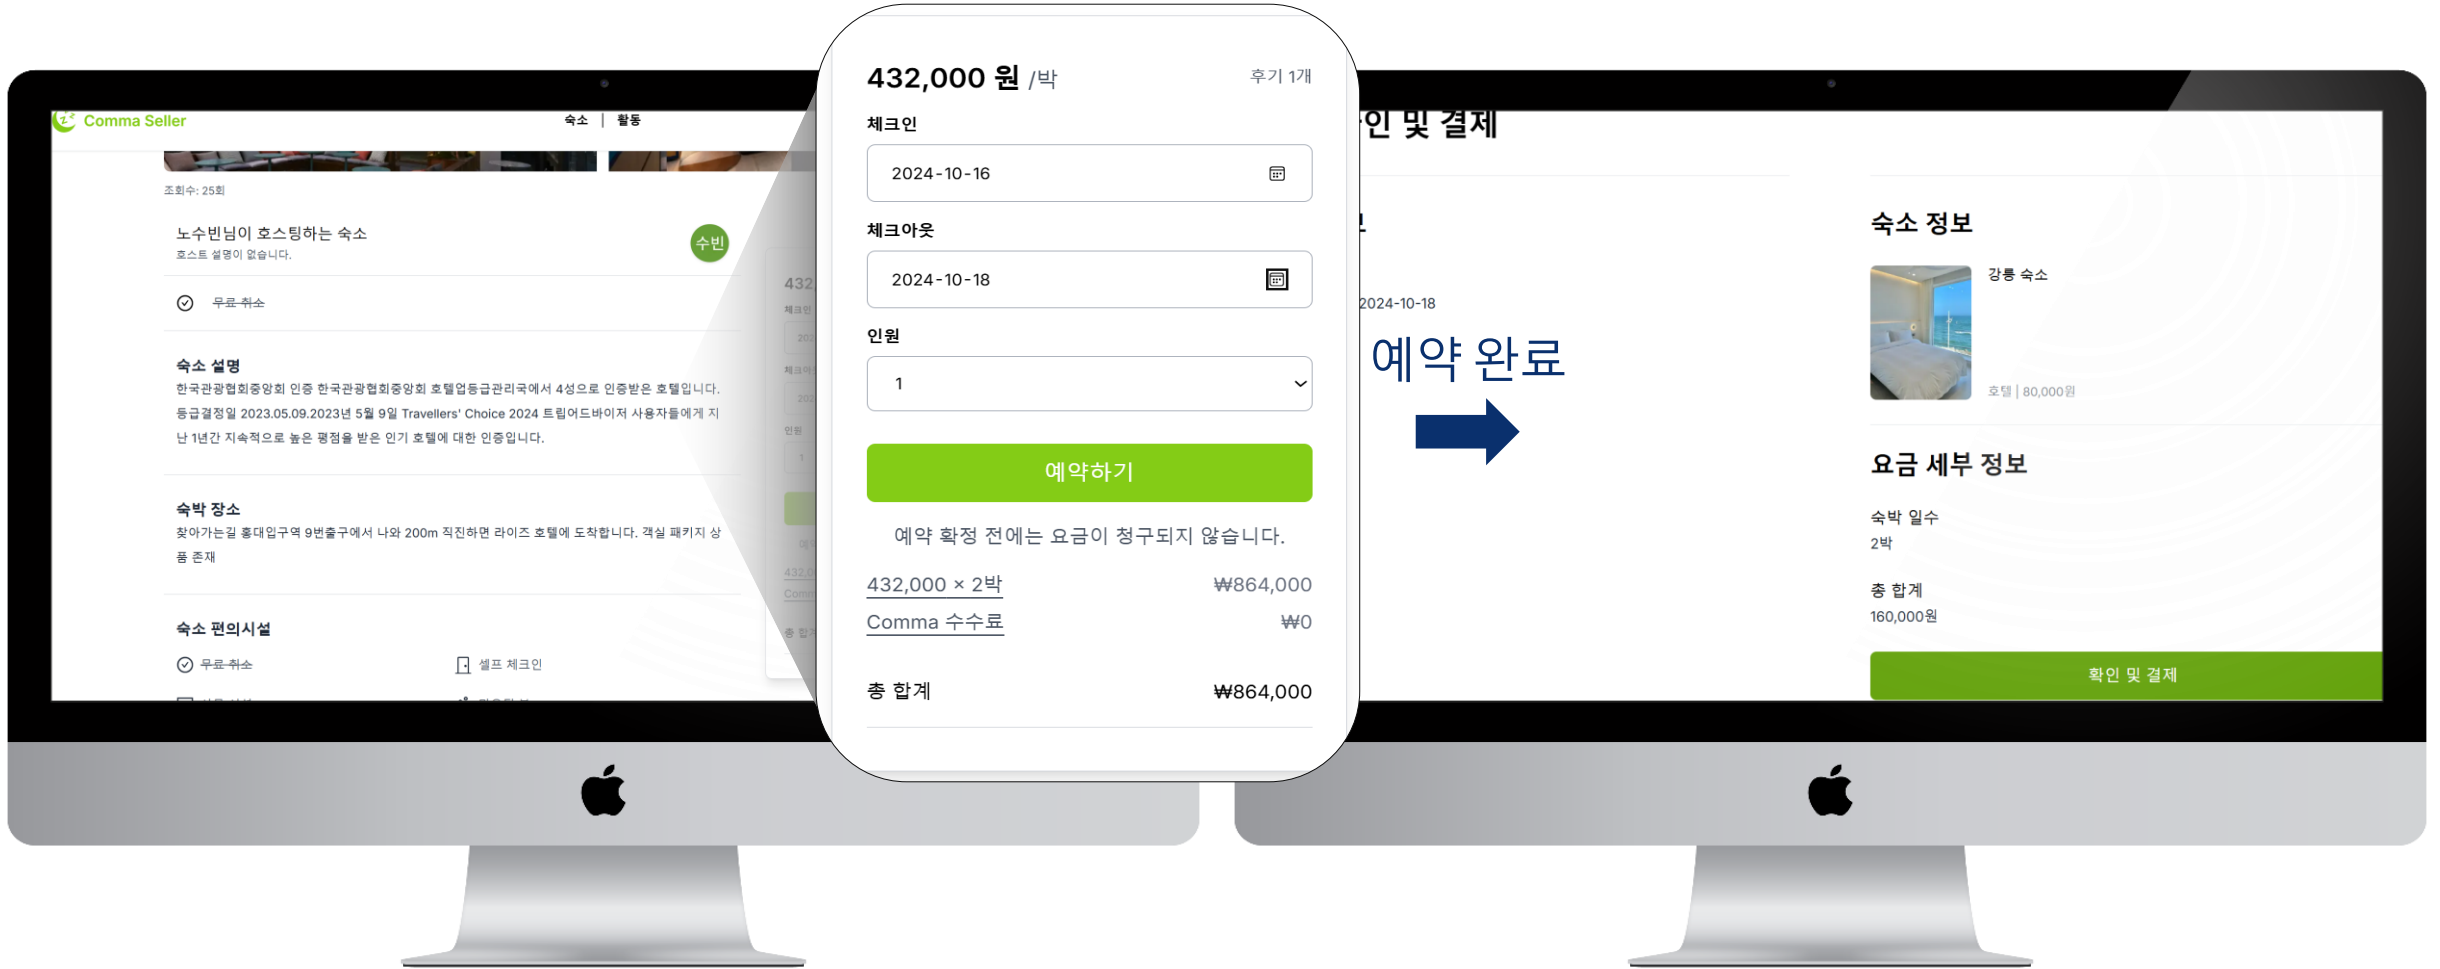 Comma Seller
숙소 | 활동
조회수: 25회
노수빈님이 호스팅하는 숙소
호스트 설명이 없습니다.
수빈
무료 취소
숙소 설명
한국관광협회중앙회 인증 한국관광협회중앙회 호텔업등급관리국에서 4성으로 인증받은 호텔입니다.
등급결정일 2023.05.09.2023년 5월 9일 Travellers' Choice 2024 트립어드바이저 사용자들에게 지
난 1년간 지속적으로 높은 평점을 받은 인기 호텔에 대한 인증입니다.
숙박 장소
찾아가는길 홍대입구역 9번출구에서 나와 200m 직진하면 라이즈 호텔에 도착합니다. 객실 패키지 상
품 존재
숙소 편의시설
무료 취소
셀프 체크인
432,000 원 /박
후기 1개
체크인
2024-10-16
체크아웃
2024-10-18
인원
1
예약하기
예약 확정 전에는 요금이 청구되지 않습니다.
432,000 × 2박
₩864,000
Comma 수수료
₩0
총 합계
₩864,000
인 및 결제
2024-10-18
예약 완료
숙소 정보
강릉 숙소
호텔 | 80,000원
요금 세부 정보
숙박 일수
2박
총 합계
160,000원
확인 및 결제